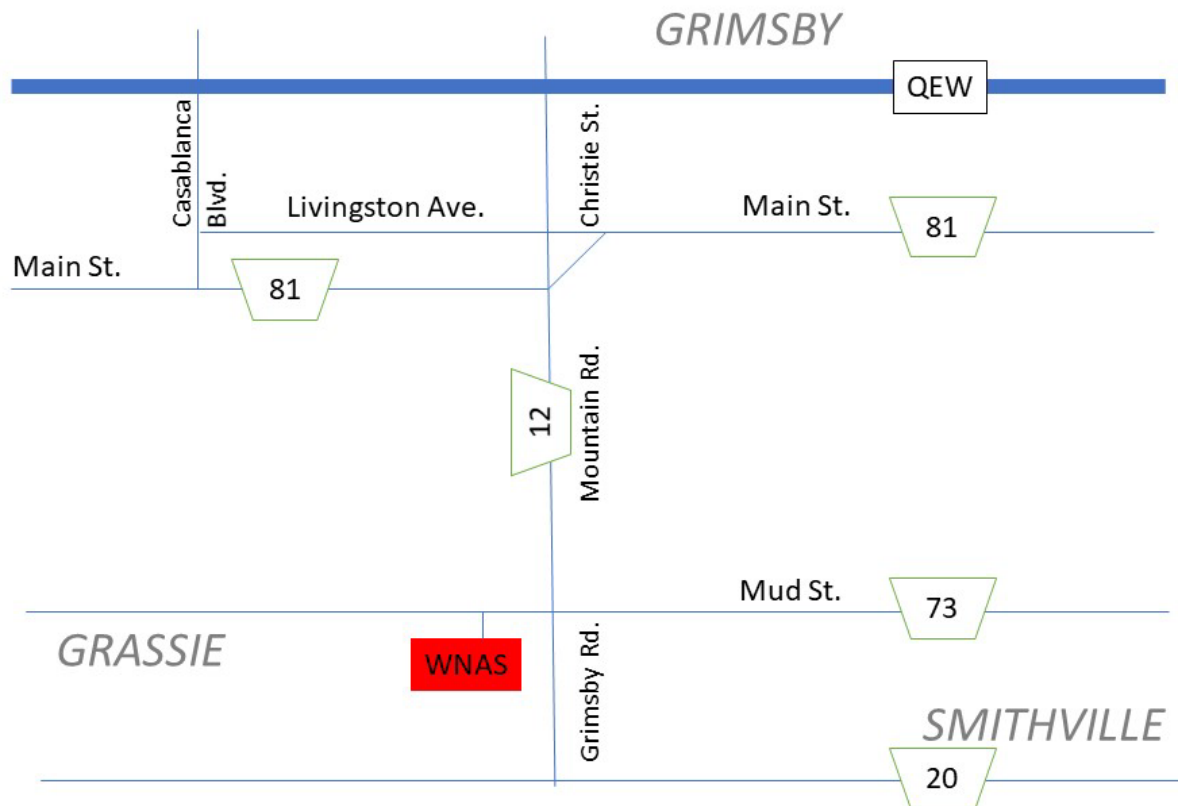 GRIMSBY
QEW
Casablanca
Blvd.
Christie St.
Livingston Ave.
Main St.
81
Main St.
81
12
Mountain Rd.
Mud St.
73
GRASSIE
WNAS
Grimsby Rd.
SMITHVILLE
20